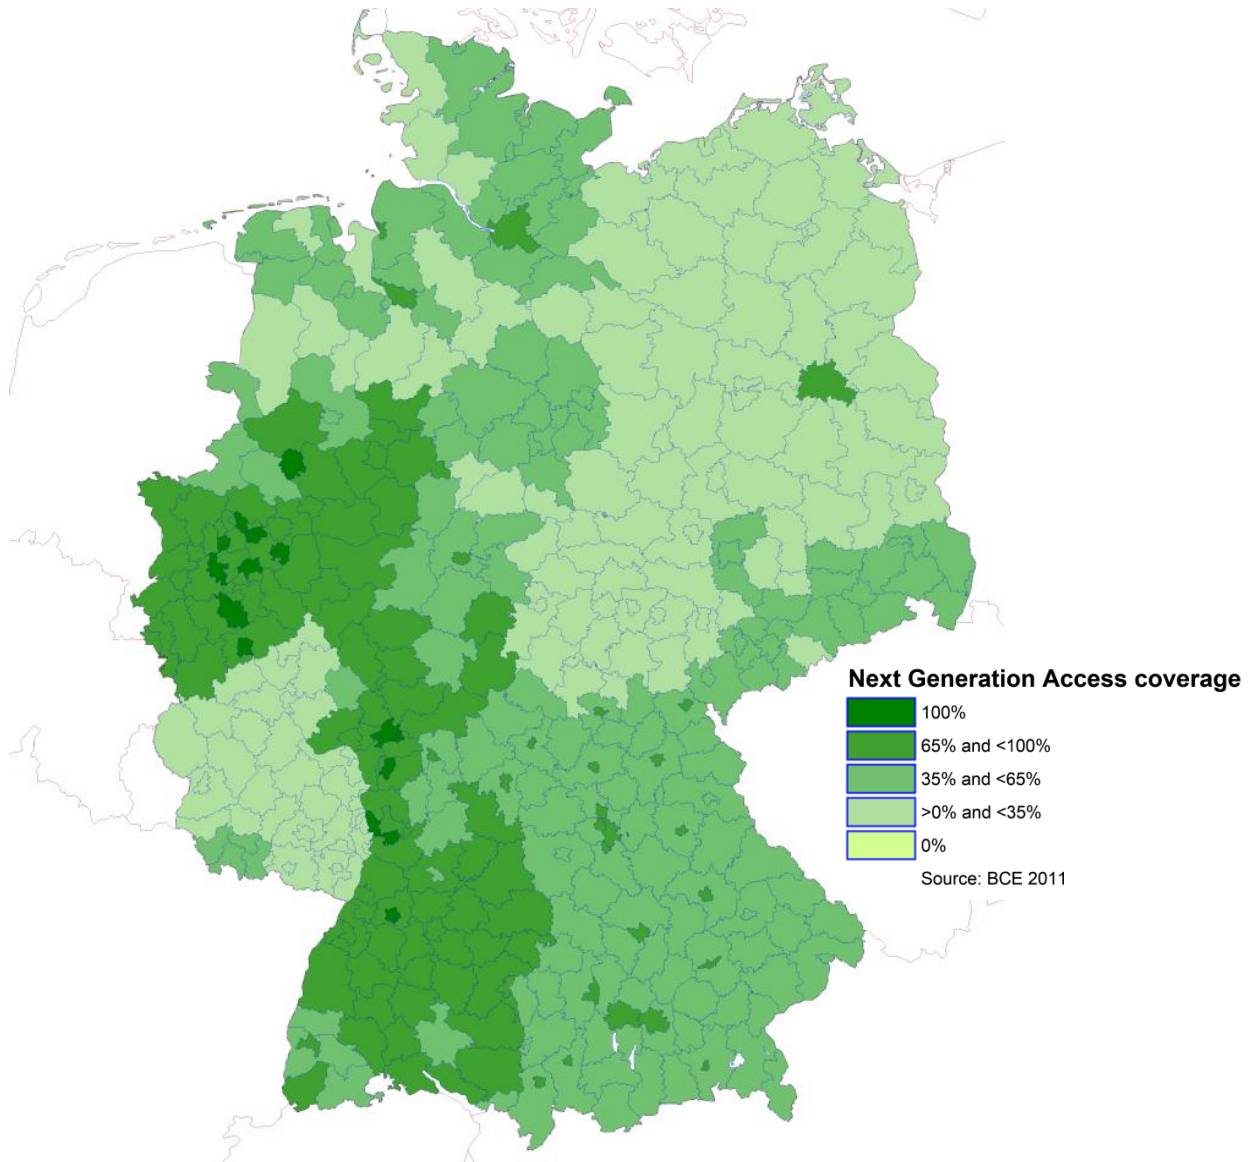 Next Generation Access coverage
100%
65% and <100%
35% and <65%
>0% and <35%
0%
Source: BCE 2011